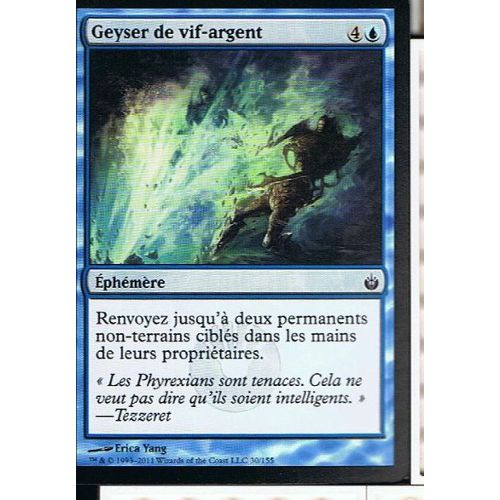 Geyser de vif-argent 4
Éphémère
Renvoyez jusqu'à deux permanents
non-terrains ciblés dans les mains
de leurs propriétaires.
« Les Phyrexians sont tenaces. Cela ne
veut pas dire qu'ils soient intelligents. »
—Tezzeret
Erica Yang
™ & © 1993–2011 Wizards of the Coast LLC 30/155